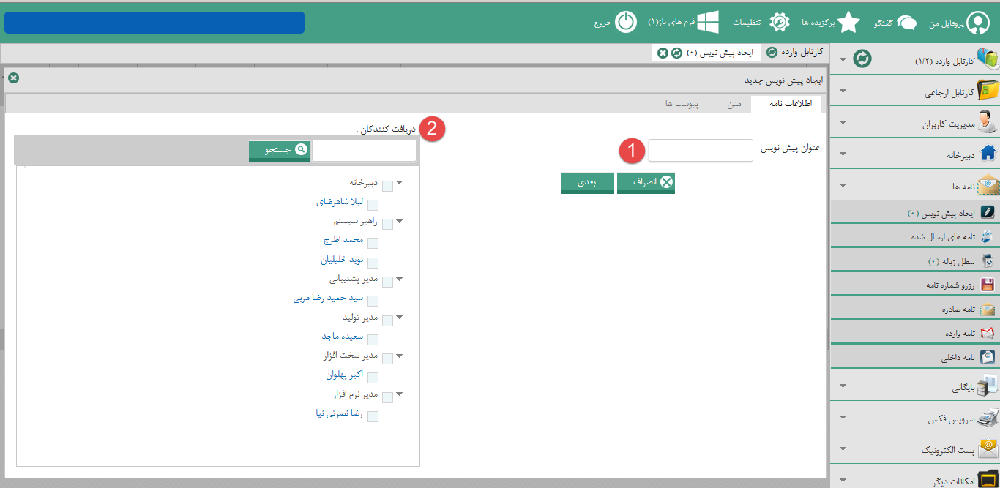 پروفایل من
گفتگو
برگزیده ها
تنظیمات
فرم های باز(۱)
خروج
کارتابل وارده
ایجاد پیش نویس (۰)
ایجاد پیش نویس جدید
اطلاعات نامه
متن
پیوست ها
عنوان پیش نویس
1
انصراف
بعدی
2
دریافت کنندگان :
جستجو
دبیرخانه
لیلا شاهرضای
راهبر سیستم
محمد اطرج
نوید خلیلیان
مدیر پشتیبانی
سید حمید رضا مربی
مدیر تولید
سعیده ماجد
مدیر سخت افزار
اکبر پهلوان
مدیر نرم افزار
رضا نصرتی نیا
کارتابل وارده (۱/۲)
کارتابل ارجاعی
مدیریت کاربران
دبیرخانه
نامه ها
ایجاد پیش نویس (۰)
نامه های ارسال شده
سطل زباله (۰)
رزرو شماره نامه
نامه صادره
نامه وارده
نامه داخلی
بایگانی
سرویس فکس
پست الکترونیک
امکانات دیگر